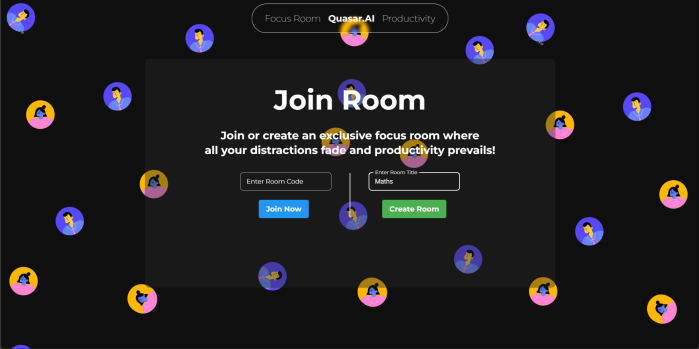 Focus Room Quasar.AI Productivity
Join Room
Join or create an exclusive focus room where
all your distractions fade and productivity prevails!
Enter Room Code
Enter Room Title
Maths
Join Now
Create Room